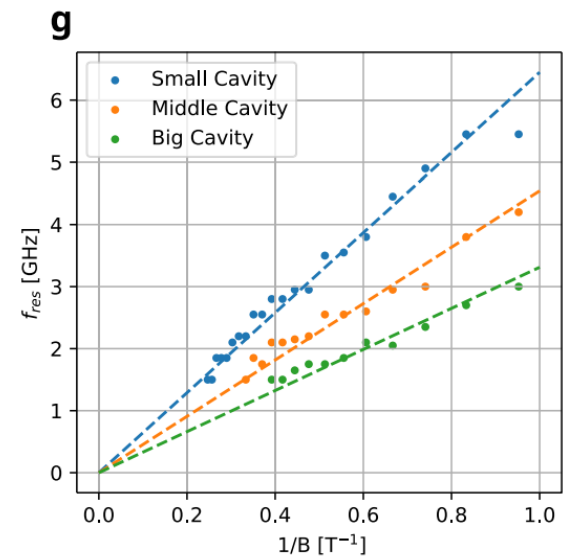 g
Small Cavity
Middle Cavity
Big Cavity
6
5
4
3
2
1
0
f_res [GHz]
0.0 0.2 0.4 0.6 0.8 1.0
1/B [T⁻¹]